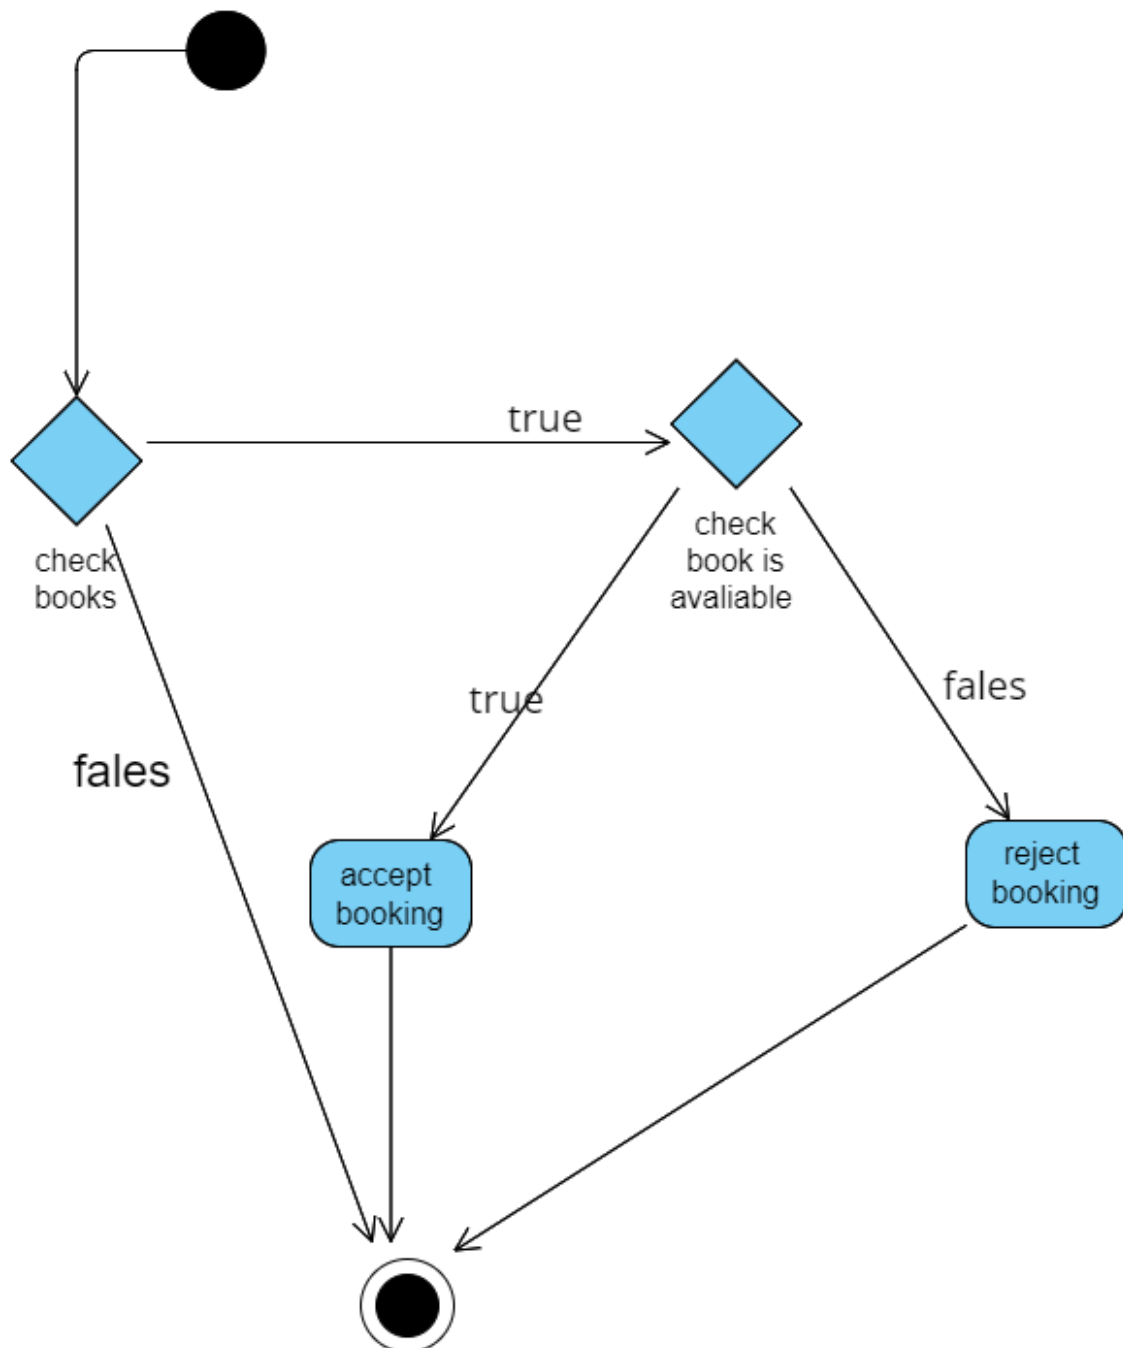 true
check
book is
avaliable
check
books
true
fales
fales
accept
booking
reject
booking